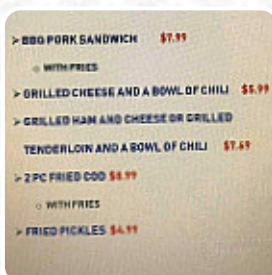 ➢ BBQ PORK SANDWICH $7.99
○ WITH FRIES
➢ GRILLED CHEESE AND A BOWL OF CHILI $5.99
➢ GRILLED HAM AND CHEESE OR GRILLED
TENDERLOIN AND A BOWL OF CHILI $7.69
➢ 2 PC FRIED COD $8.99
○ WITH FRIES
➢ FRIED PICKLES $4.99